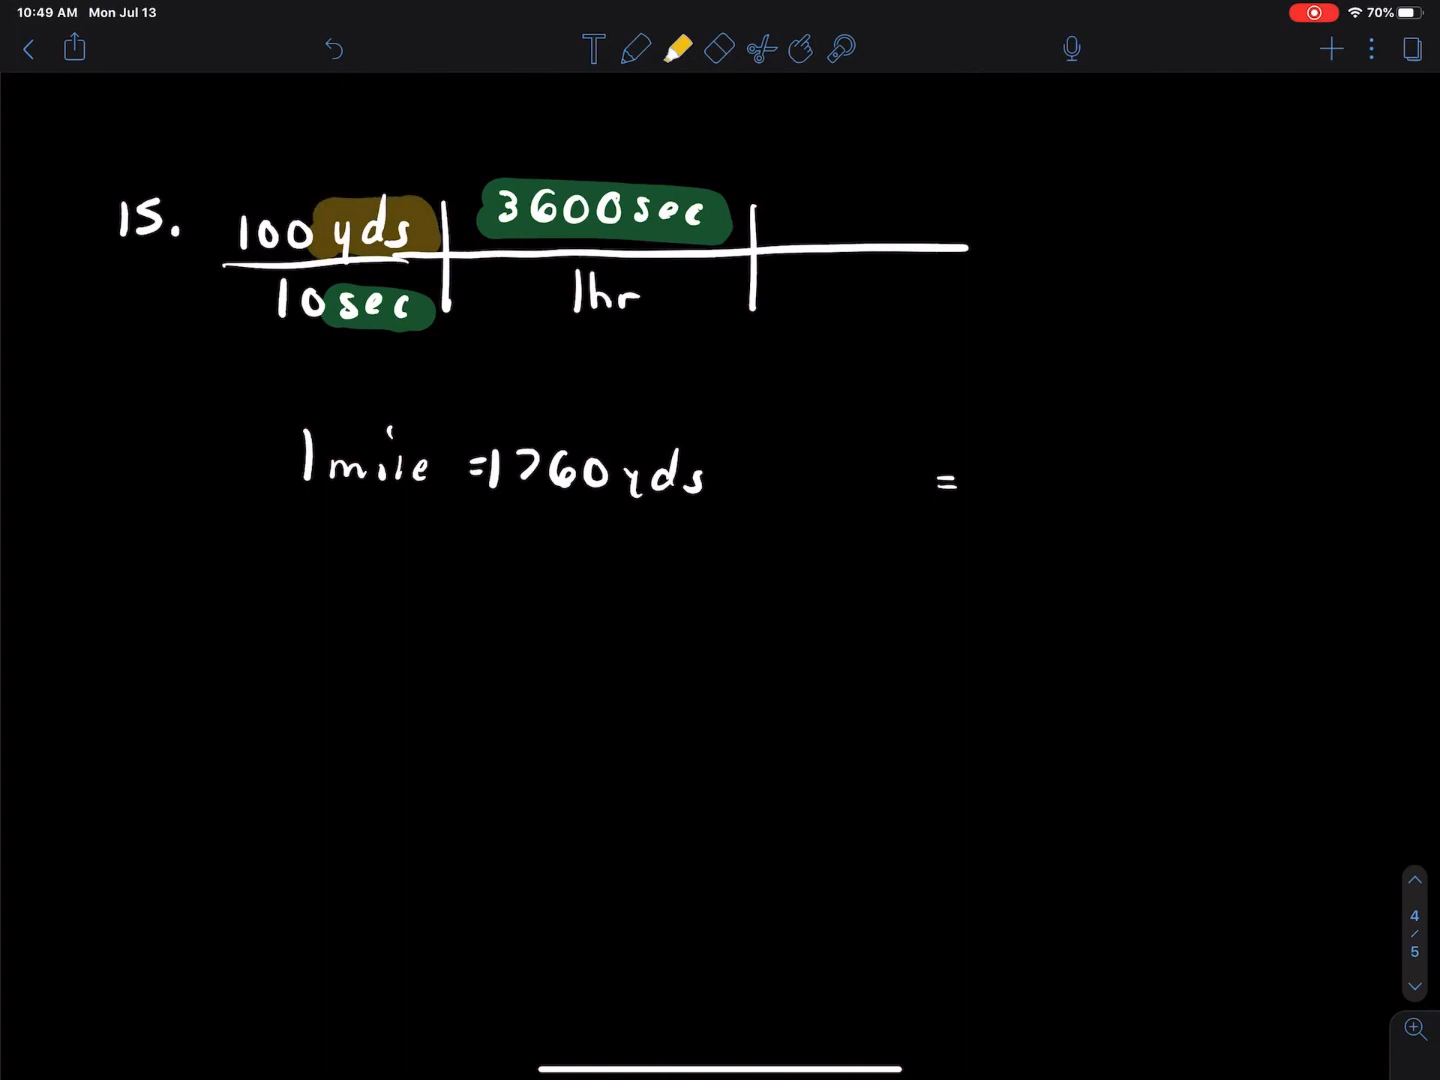 10:49 AM Mon Jul 13
70%
T
15. 100 yds 3600 sec
10 sec 1hr
1 mile = 1760 yds =
4
/
5